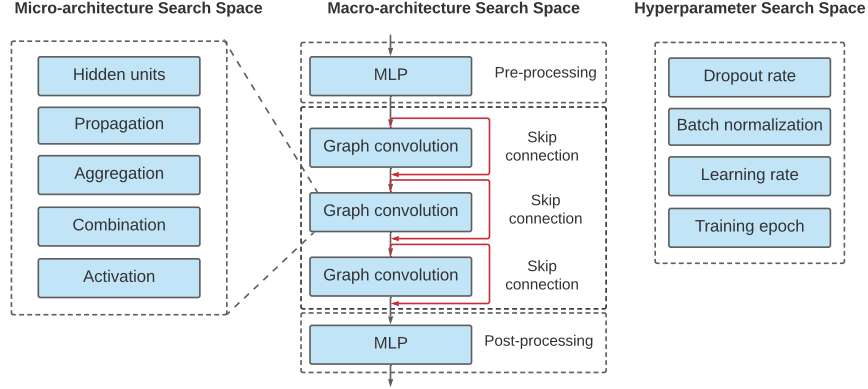 Micro-architecture Search Space
Hidden units
Propagation
Aggregation
Combination
Activation
Macro-architecture Search Space
MLP
Pre-processing
Graph convolution
Skip
connection
Graph convolution
Skip
connection
Graph convolution
Skip
connection
MLP
Post-processing
Hyperparameter Search Space
Dropout rate
Batch normalization
Learning rate
Training epoch